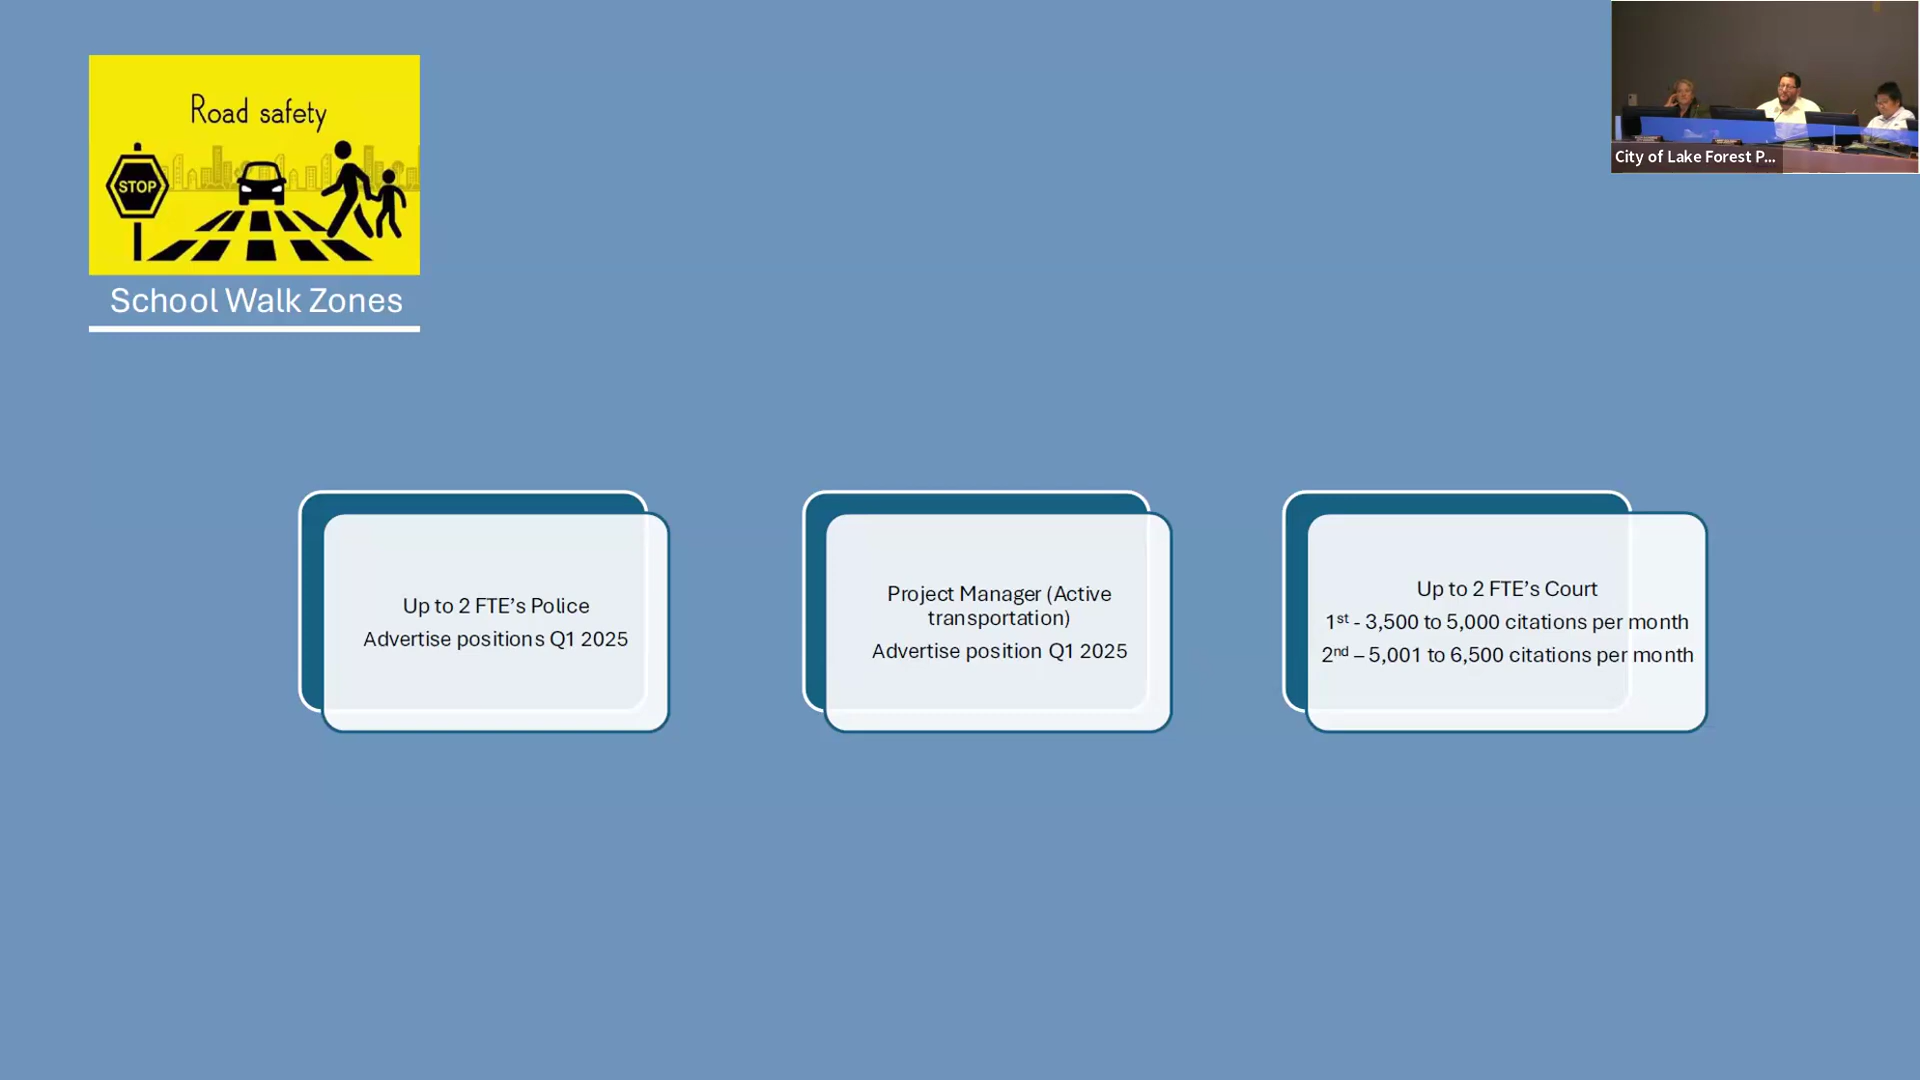 Road safety
STOP
School Walk Zones
City of Lake Forest P...
Up to 2 FTE's Police
Advertise positions Q1 2025
Project Manager (Active
transportation)
Advertise position Q1 2025
Up to 2 FTE's Court
1st - 3,500 to 5,000 citations per month
2nd – 5,001 to 6,500 citations per month